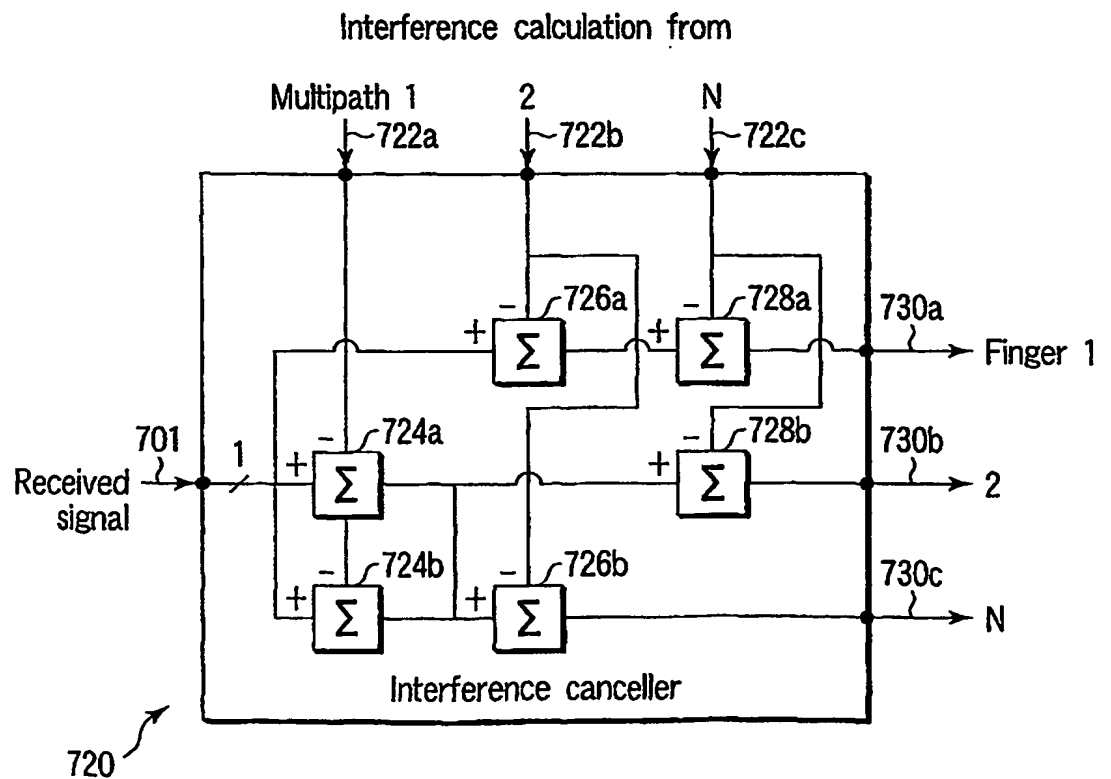 Interference calculation from
Multipath 1 2 N
722a 722b 722c
- 726a - 728a 730a
+ Σ + Σ Finger 1
701 1 - 724a - 728b 730b
Received
signal
+ Σ + Σ 2
- 724b - 726b 730c
+ Σ + Σ N
Interference canceller
720